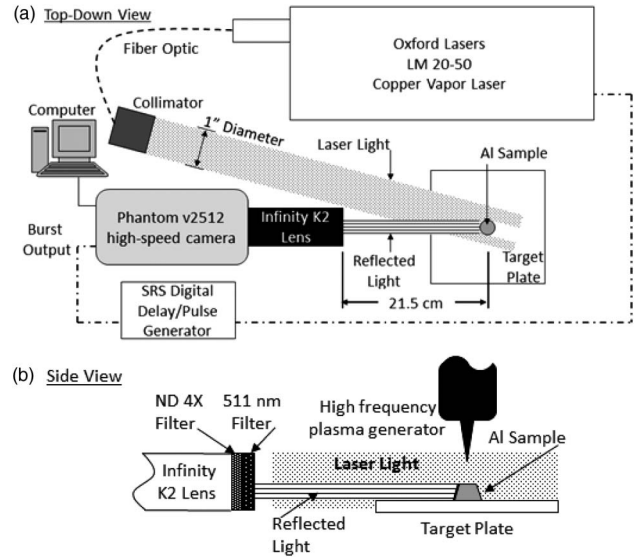 (a) Top-Down View
Fiber Optic
Oxford Lasers
LM 20-50
Copper Vapor Laser
Computer
Collimator
1” Diameter
Laser Light
Al Sample
Phantom v2512
high-speed camera
Infinity K2
Lens
Burst
Output
Reflected
Light
Target
Plate
21.5 cm
SRS Digital
Delay/Pulse
Generator
(b) Side View
ND 4X
Filter
511 nm
Filter
High frequency
plasma generator
Al Sample
Infinity
K2 Lens
Laser Light
Reflected
Light
Target Plate